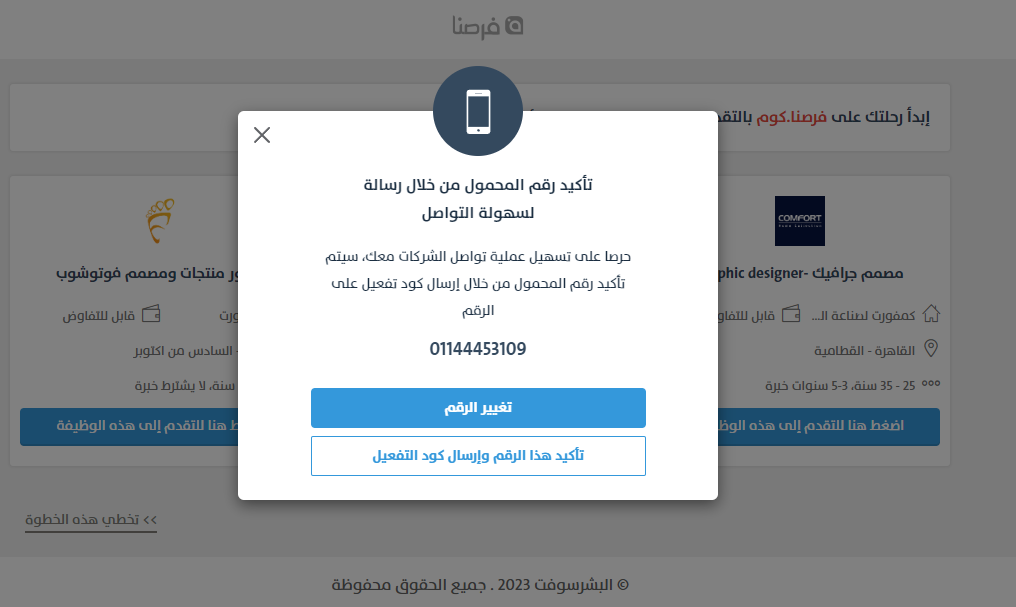 فرصنا
إبدأ رحلتك على فرصنا.كوم
تأكيد رقم المحمول من خلال رسالة
لسهولة التواصل
حرصا على تسهيل عملية تواصل الشركات معك، سيتم
تأكيد رقم المحمول من خلال إرسال كود تفعيل على
الرقم
01144453109
تغيير الرقم
تأكيد هذا الرقم وإرسال كود التفعيل
COMFORT
مصمم جرافيك -phic designer
كمفورت لصناعة الـ... قابل للتفاو
القاهرة - القطامية
25 - 35 سنة، 3-5 سنوات خبرة
اضغط هنا للتقدم إلى هذه الوظ
ور منتجات ومصمم فوتوشوب
ورت قابل للتفاوض
- السادس من اكتوبر
سنة، لا يشترط خبرة
ط هنا للتقدم إلى هذه الوظيفة
>> تخطي هذه الخطوة
© البشرسوفت 2023 . جميع الحقوق محفوظة